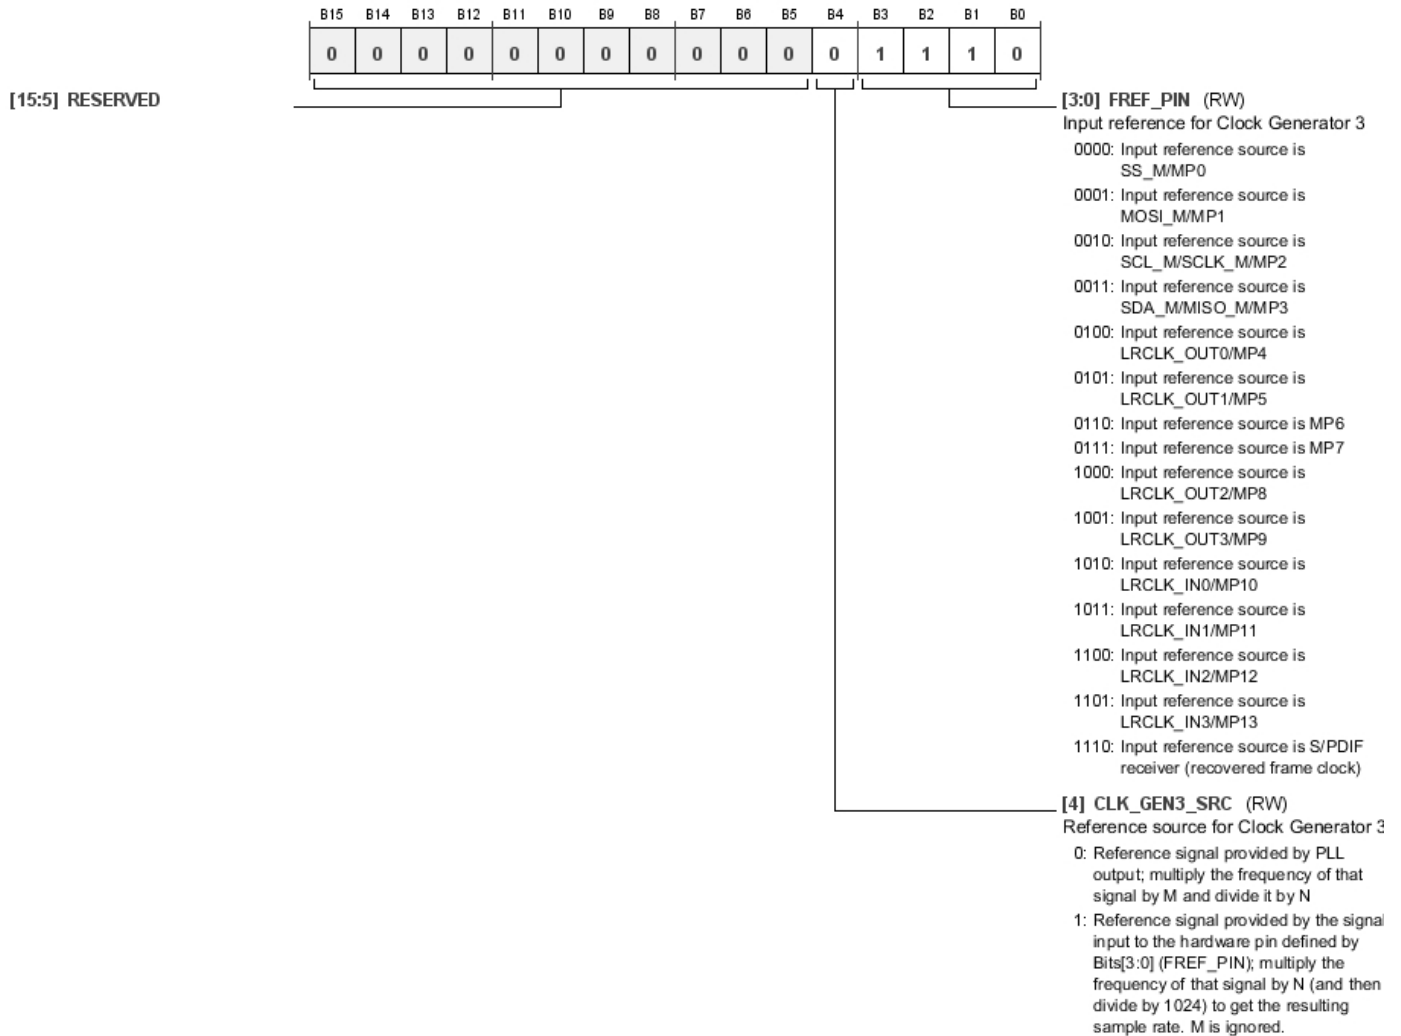 B15 B14 B13 B12 B11 B10 B9 B8 B7 B6 B5 B4 B3 B2 B1 B0
0 0 0 0 0 0 0 0 0 0 0 0 1 1 1 0
[15:5] RESERVED
[3:0] FREF_PIN (RW)
Input reference for Clock Generator 3
0000: Input reference source is
SS_M/MP0
0001: Input reference source is
MOSI_M/MP1
0010: Input reference source is
SCL_M/SCLK_M/MP2
0011: Input reference source is
SDA_M/MISO_M/MP3
0100: Input reference source is
LRCLK_OUT0/MP4
0101: Input reference source is
LRCLK_OUT1/MP5
0110: Input reference source is MP6
0111: Input reference source is MP7
1000: Input reference source is
LRCLK_OUT2/MP8
1001: Input reference source is
LRCLK_OUT3/MP9
1010: Input reference source is
LRCLK_IN0/MP10
1011: Input reference source is
LRCLK_IN1/MP11
1100: Input reference source is
LRCLK_IN2/MP12
1101: Input reference source is
LRCLK_IN3/MP13
1110: Input reference source is S/PDIF
receiver (recovered frame clock)
[4] CLK_GEN3_SRC (RW)
Reference source for Clock Generator 3
0: Reference signal provided by PLL
output; multiply the frequency of that
signal by M and divide it by N
1: Reference signal provided by the signal
input to the hardware pin defined by
Bits[3:0] (FREF_PIN); multiply the
frequency of that signal by N (and then
divide by 1024) to get the resulting
sample rate. M is ignored.